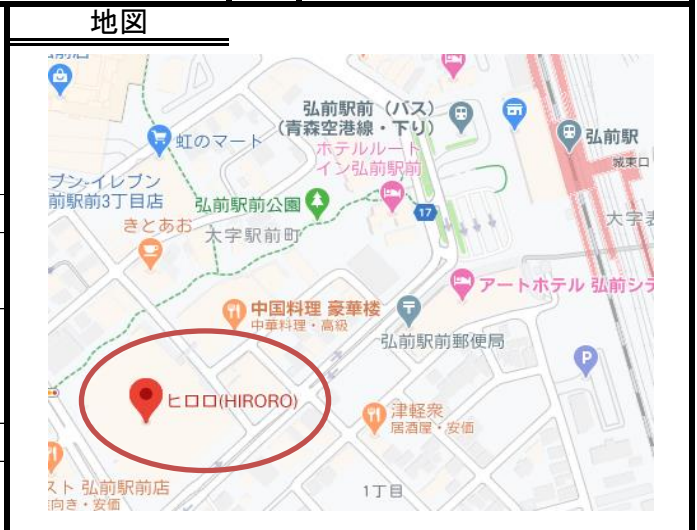 地図
弘前駅前（バス）
（青森空港線・下り）
弘前駅
城東口
虹のマート
ホテルルート
イン弘前駅前
ブン-イレブン
前駅前3丁目店
弘前駅前公園
17
きとあお
大字駅前町
アートホテル 弘前シテ
中国料理 豪華楼
中華料理・高級
弘前駅前郵便局
P
ヒロロ(HIRORO)
津軽衆
居酒屋・安価
スト 弘前駅前店
向き・安価
1丁目